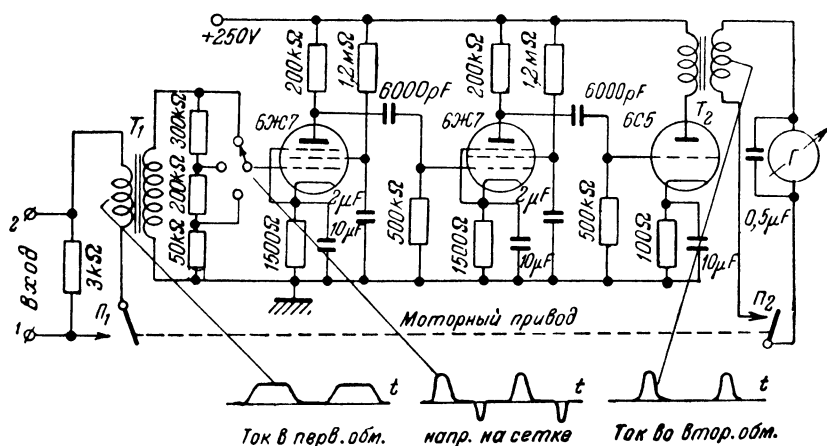 +250V
200kΩ
1,2мΩ
6000pF
200kΩ
1,2мΩ
6000pF
6Ж7
6Ж7
6С5
T₁
T₂
300kΩ
200kΩ
50kΩ
2
Вход
3kΩ
1
П₁
1500Ω
10μF
2μF
500kΩ
1500Ω
10μF
2μF
500kΩ
100Ω
10μF
Г
0,5μF
П₂
Моторный привод
t
t
t
Ток в перв. обм.
напр. на сетке
Ток во втор. обм.